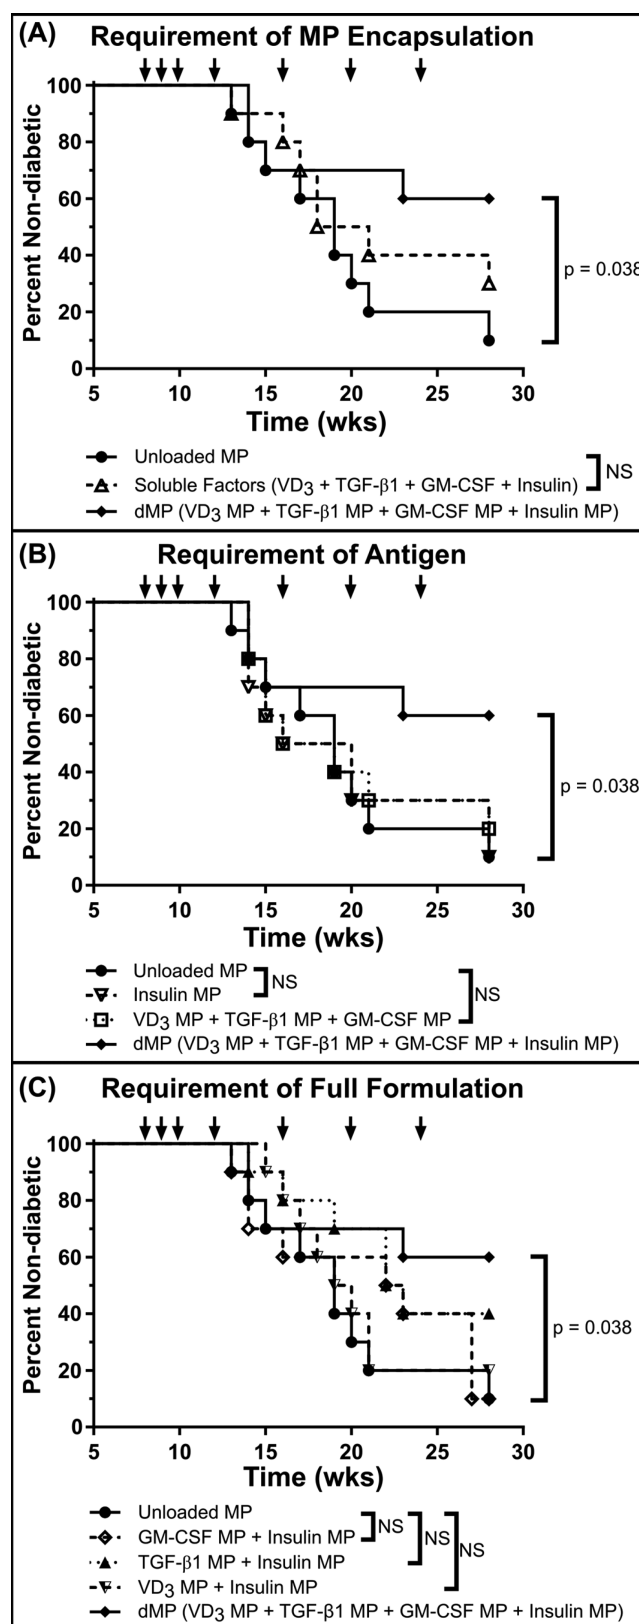 (A) Requirement of MP Encapsulation
100
80
60
40
20
0
Percent Non-diabetic
p = 0.038
5 10 15 20 25 30
Time (wks)
Unloaded MP
Soluble Factors (VD3 + TGF-β1 + GM-CSF + Insulin)
NS
dMP (VD3 MP + TGF-β1 MP + GM-CSF MP + Insulin MP)
(B) Requirement of Antigen
100
80
60
40
20
0
Percent Non-diabetic
p = 0.038
5 10 15 20 25 30
Time (wks)
Unloaded MP
NS
Insulin MP
NS
VD3 MP + TGF-β1 MP + GM-CSF MP
dMP (VD3 MP + TGF-β1 MP + GM-CSF MP + Insulin MP)
(C) Requirement of Full Formulation
100
80
60
40
20
0
Percent Non-diabetic
p = 0.038
5 10 15 20 25 30
Time (wks)
Unloaded MP
GM-CSF MP + Insulin MP
NS
TGF-β1 MP + Insulin MP
NS
VD3 MP + Insulin MP
NS
dMP (VD3 MP + TGF-β1 MP + GM-CSF MP + Insulin MP)